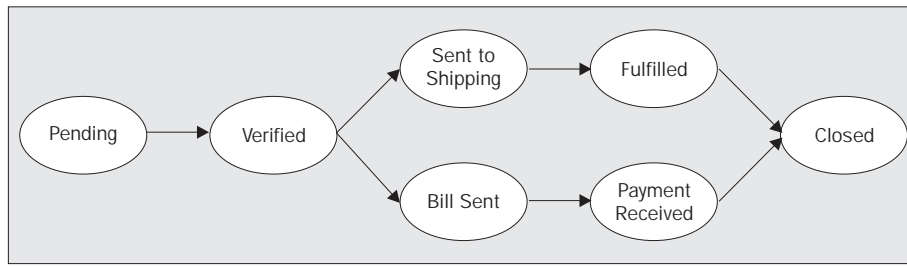 Pending
Verified
Sent to
Shipping
Fulfilled
Bill Sent
Payment
Received
Closed